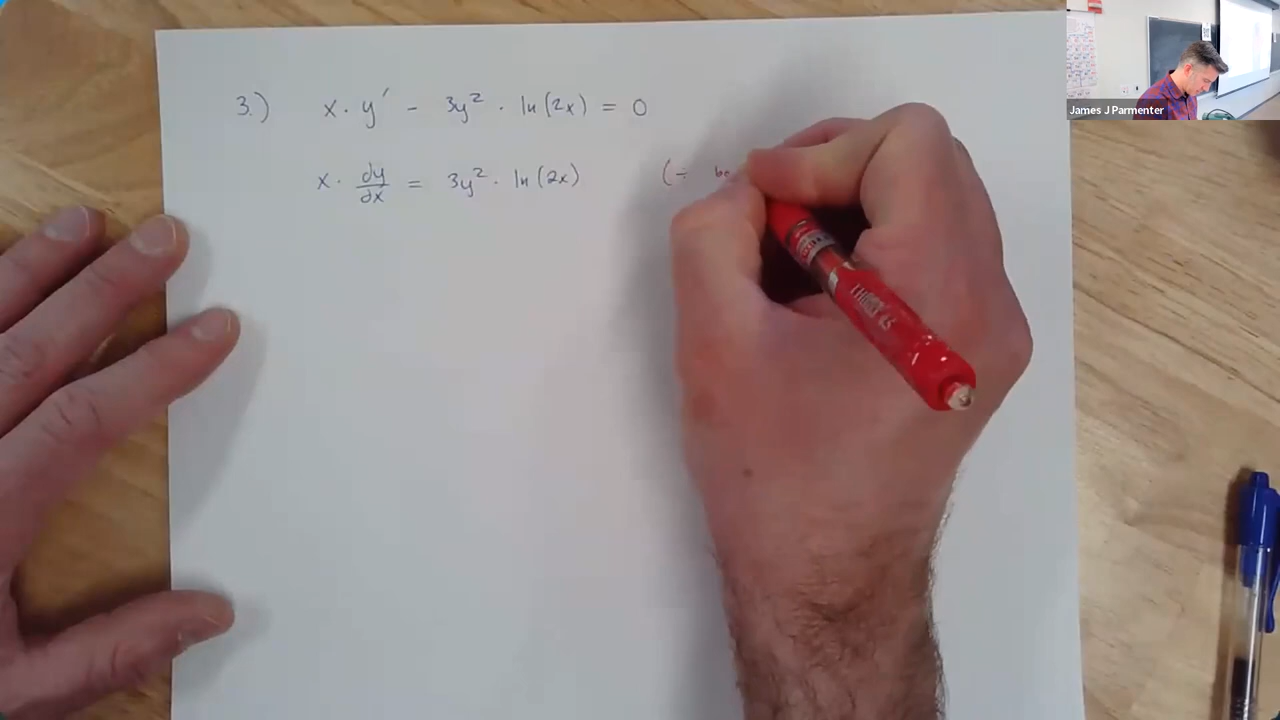 James J Parmenter
3.) x · y′ − 3y² · ln(2x) = 0
x · dy/dx = 3y² · ln(2x) (÷